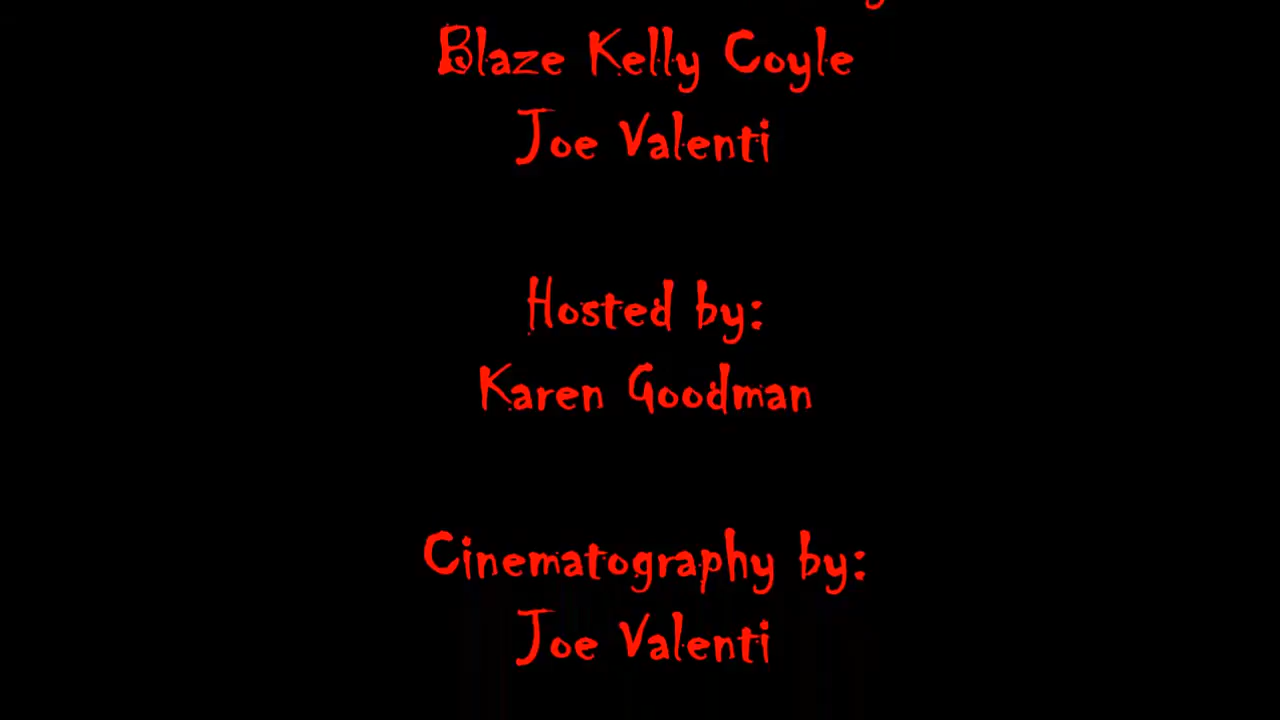 Blaze Kelly Coyle
Joe Valenti
Hosted by:
Karen Goodman
Cinematography by:
Joe Valenti